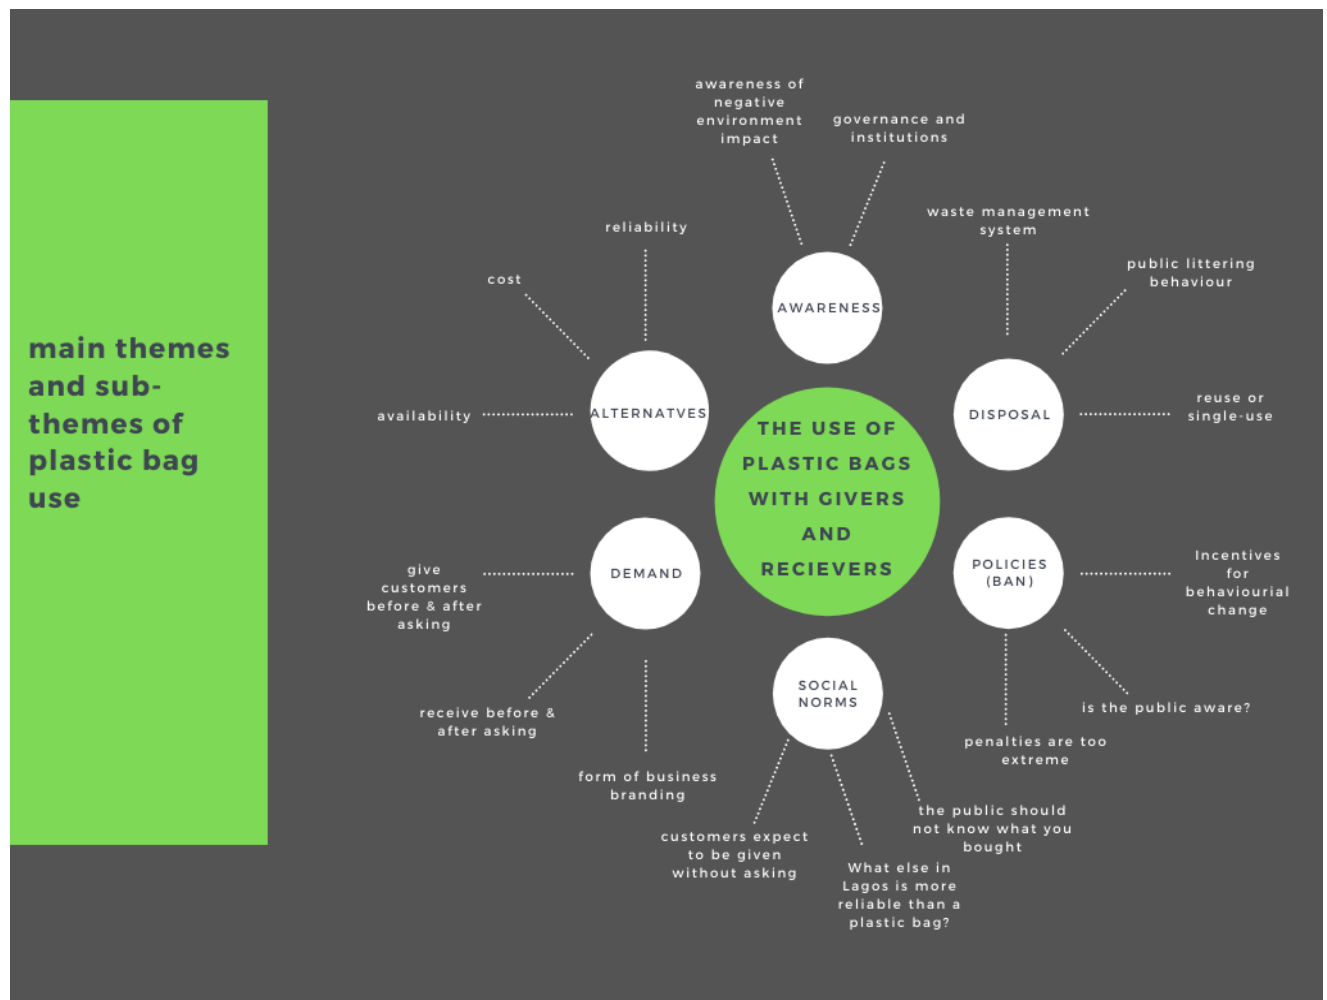 main themes
and sub-
themes of
plastic bag
use
awareness of
negative
environment
impact
governance and
institutions
AWARENESS
waste management
system
public littering
behaviour
reuse or
single-use
DISPOSAL
reliability
cost
availability
ALTERNATVES
THE USE OF
PLASTIC BAGS
WITH GIVERS
AND
RECIEVERS
POLICIES
(BAN)
Incentives
for
behaviourial
change
is the public aware?
penalties are too
extreme
DEMAND
give
customers
before & after
asking
receive before &
after asking
form of business
branding
SOCIAL
NORMS
customers expect
to be given
without asking
What else in
Lagos is more
reliable than a
plastic bag?
the public should
not know what you
bought